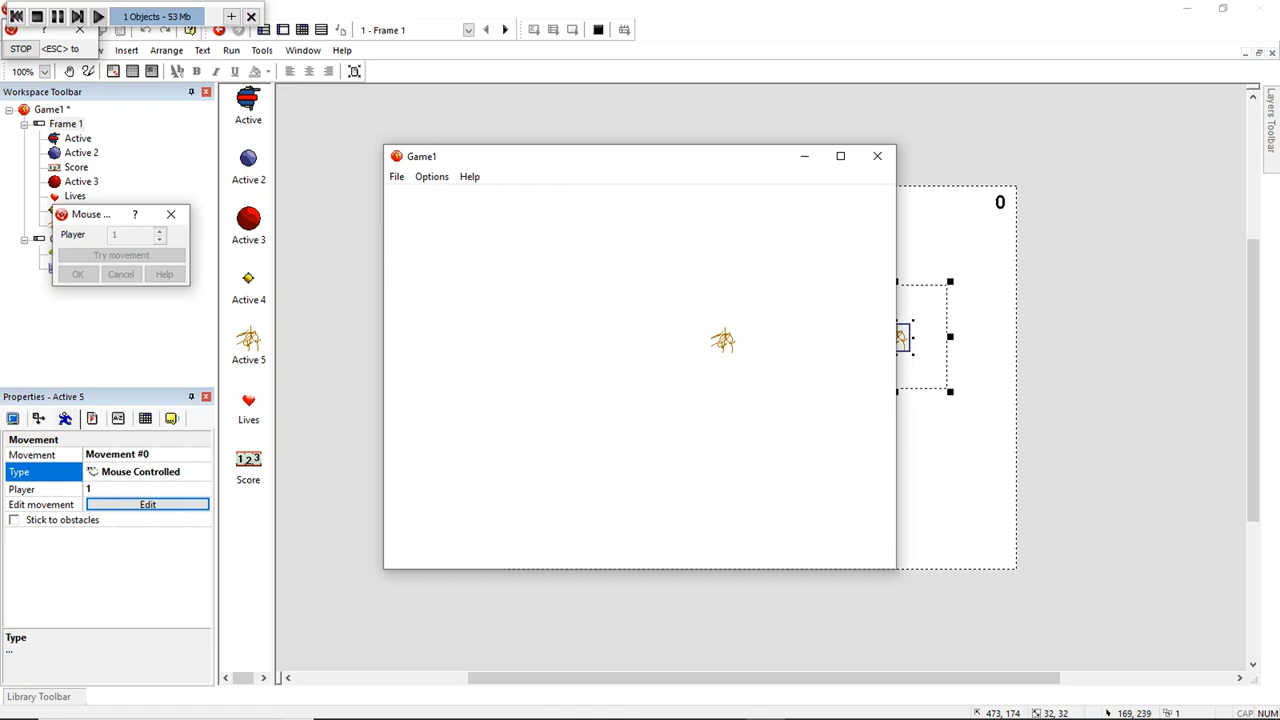 1 Objects - 53 Mb
STOP <ESC> to
Insert Arrange Text Run Tools Window Help
1 - Frame 1
100%
B I U
Workspace Toolbar
Game1 *
Frame 1
Active
Active 2
Score
Active 3
Lives
Mouse ...
Player 1
Try movement
OK Cancel Help
Active
Active 2
Active 3
Active 4
Active 5
Lives
Score
Game1
File Options Help
0
Layers Toolbar
Properties - Active 5
Movement
Movement Movement #0
Type Mouse Controlled
Player 1
Edit movement Edit
Stick to obstacles
Type
...
Library Toolbar
473, 174 32, 32 169, 239 1 CAP NUM